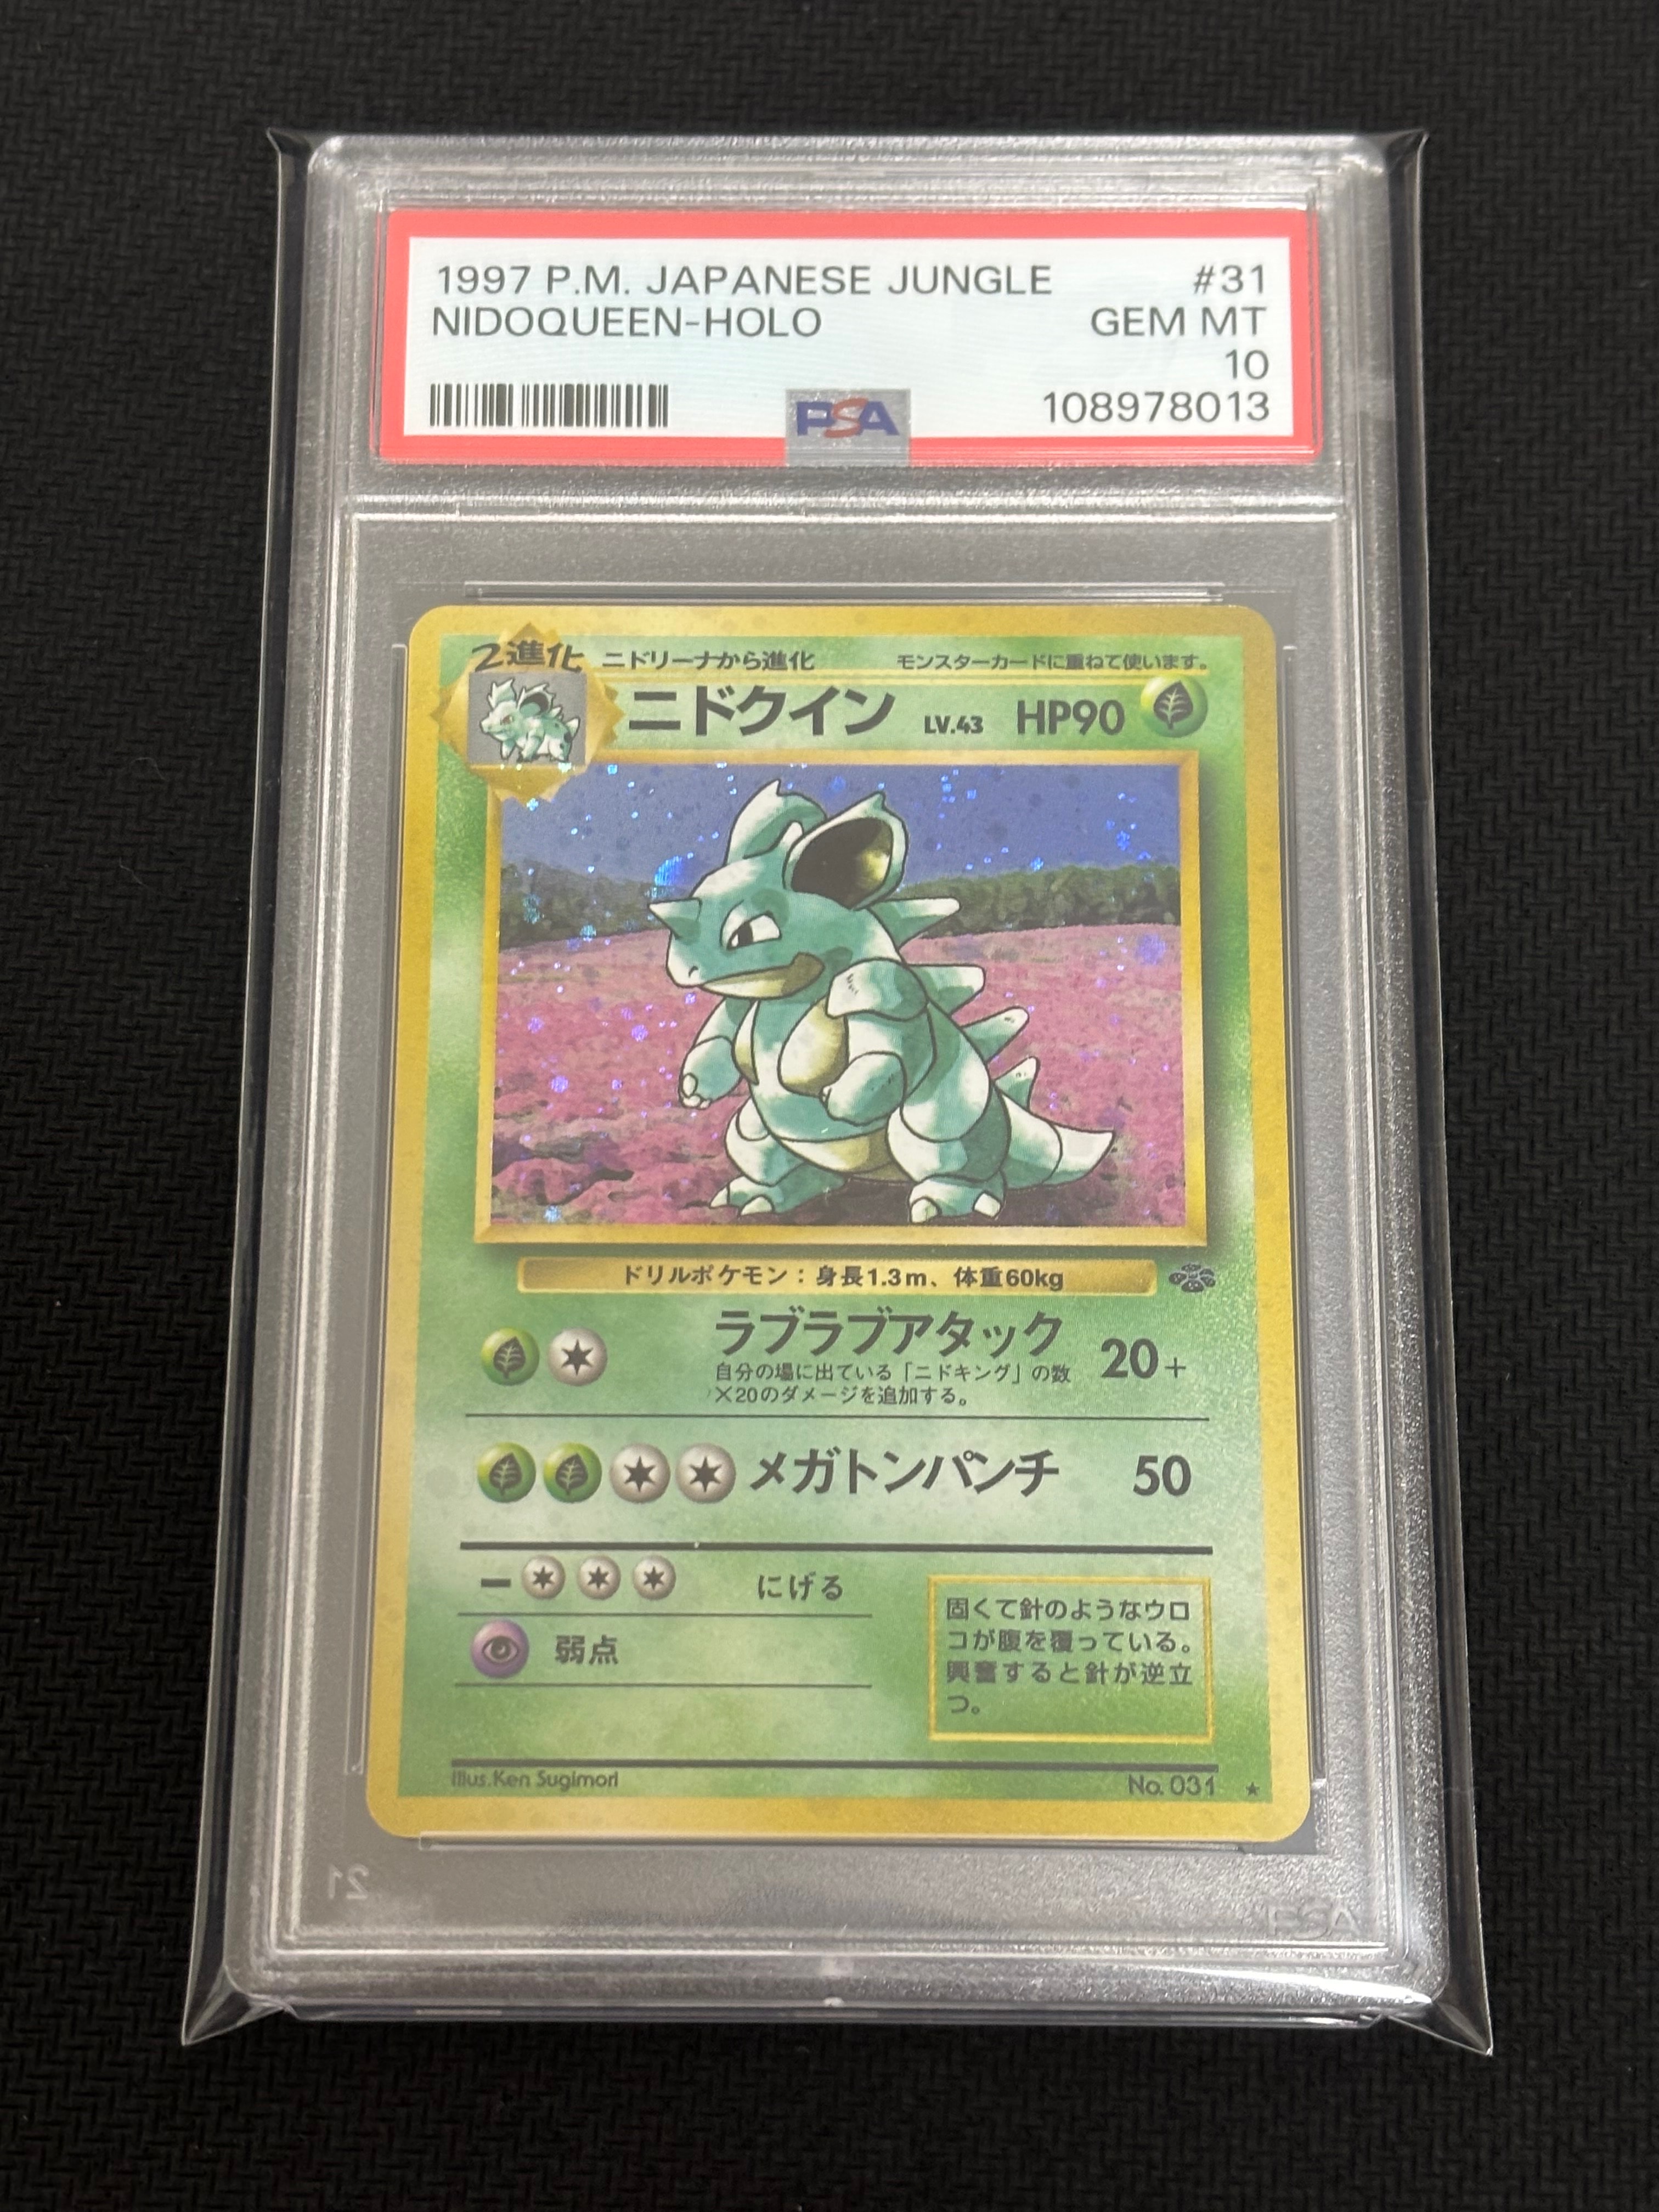 1997 P.M. JAPANESE JUNGLE #31
NIDOQUEEN-HOLO GEM MT
10
PSA 108978013
2進化 ニドリーナから進化 モンスターカードに重ねて使います。
ニドクイン LV.43 HP90
ドリルポケモン：身長1.3m、体重60kg
ラブラブアタック 20+
自分の場に出ている「ニドキング」の数
×20のダメージを追加する。
メガトンパンチ 50
にげる
弱点
固くて針のようなウロ
コが腹を覆っている。
興奮すると針が逆立
つ。
Illus.Ken Sugimori No.031 ★
21 PSA